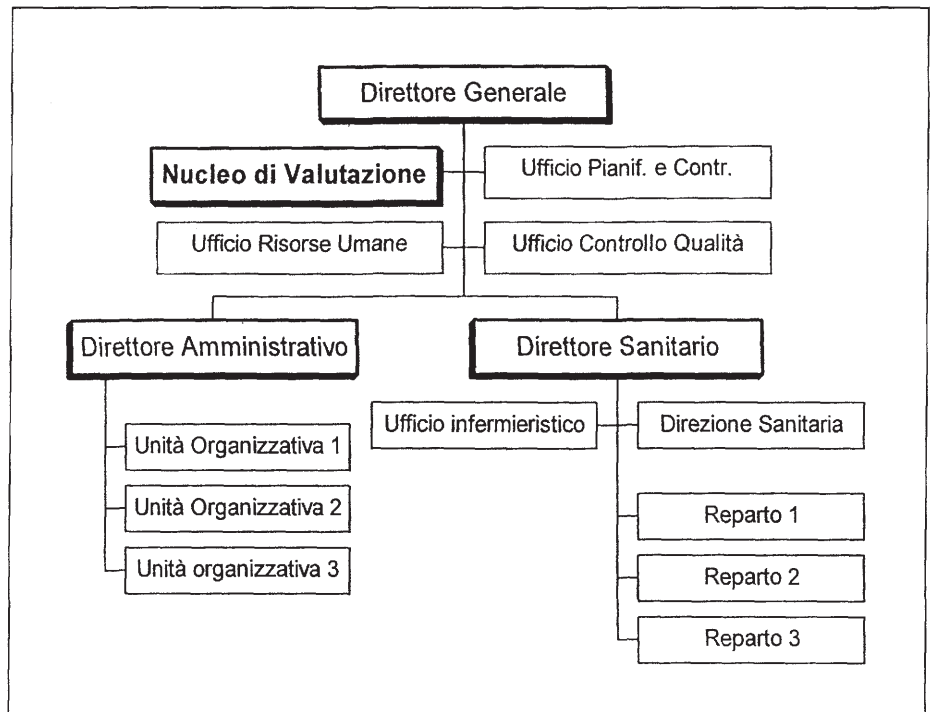 Direttore Generale
Nucleo di Valutazione
Ufficio Pianif. e Contr.
Ufficio Risorse Umane
Ufficio Controllo Qualità
Direttore Amministrativo
Direttore Sanitario
Ufficio infermieristico
Direzione Sanitaria
Unità Organizzativa 1
Unità Organizzativa 2
Unità organizzativa 3
Reparto 1
Reparto 2
Reparto 3